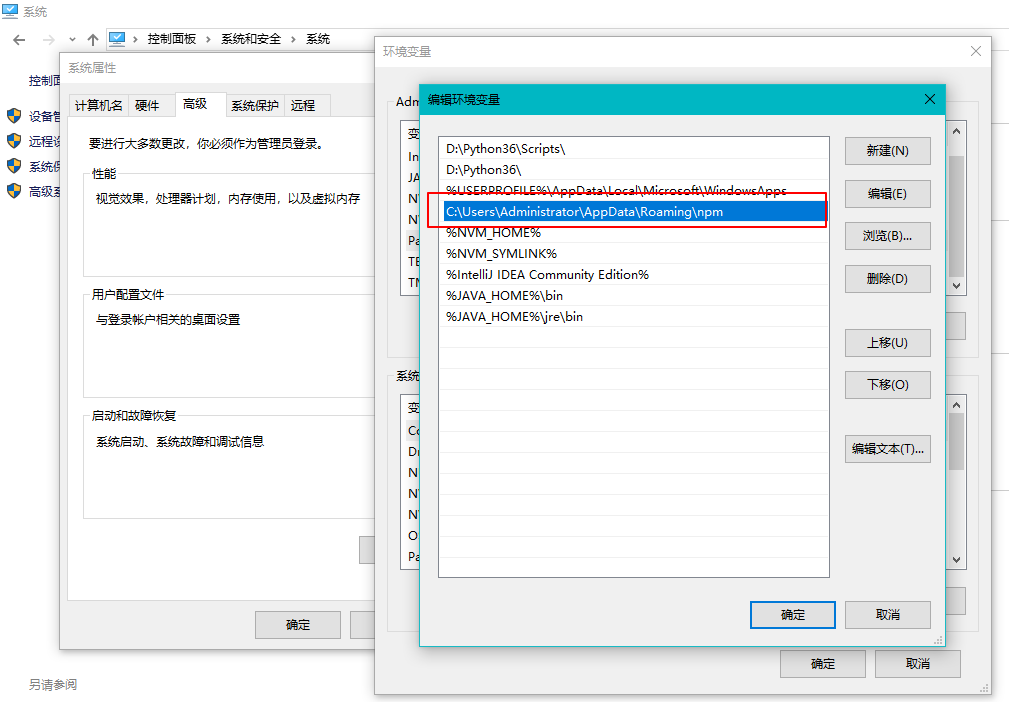 系统
控制面板 系统和安全 系统
控制面
设备管
远程设
系统保
高级系
另请参阅
系统属性
计算机名 硬件 高级 系统保护 远程
要进行大多数更改，你必须作为管理员登录。
性能
视觉效果，处理器计划，内存使用，以及虚拟内存
用户配置文件
与登录帐户相关的桌面设置
启动和故障恢复
系统启动、系统故障和调试信息
确定
环境变量
Adm
变
In
JA
N
N
Pa
TE
TM
系统
变
Co
Dr
N
N
N
O
Pa
确定 取消
编辑环境变量
D:\Python36\Scripts\
D:\Python36\
%USERPROFILE%\AppData\Local\Microsoft\WindowsApps
C:\Users\Administrator\AppData\Roaming\npm
%NVM_HOME%
%NVM_SYMLINK%
%IntelliJ IDEA Community Edition%
%JAVA_HOME%\bin
%JAVA_HOME%\jre\bin
新建(N)
编辑(E)
浏览(B)...
删除(D)
上移(U)
下移(O)
编辑文本(T)...
确定 取消